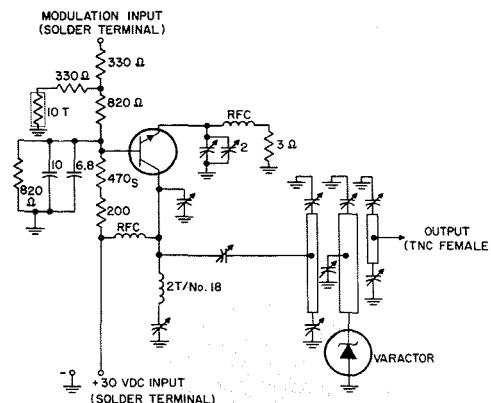 MODULATION INPUT
(SOLDER TERMINAL)
330 Ω
330 Ω
10 T
820 Ω
RFC
2
3 Ω
10
6.8
820
Ω
470s
200
RFC
OUTPUT
(TNC FEMALE
2T/No. 18
VARACTOR
-
+30 VDC INPUT
(SOLDER TERMINAL)